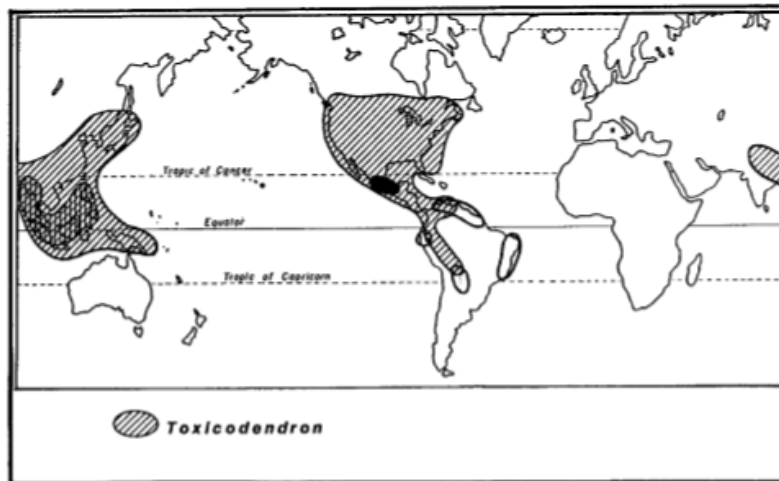 Tropic of Cancer
Equator
Tropic of Capricorn
Toxicodendron